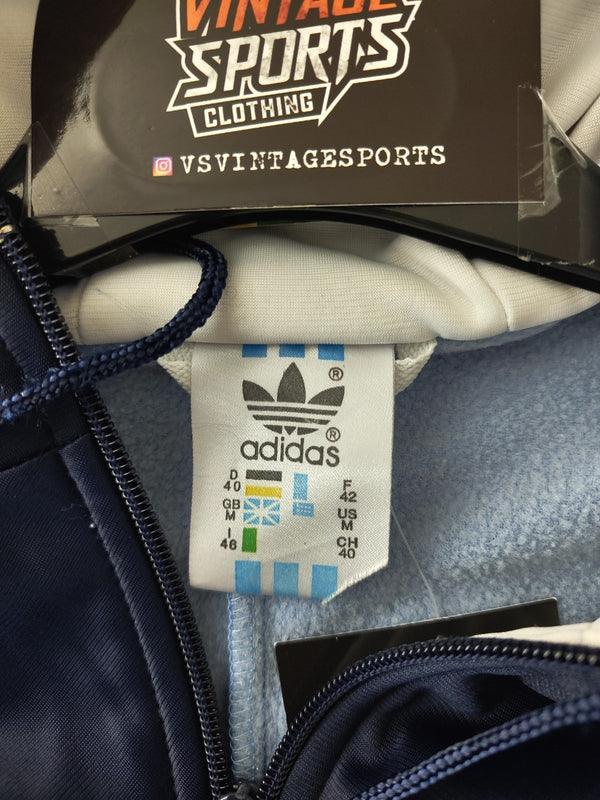 VINTAGE
SPORTS
CLOTHING
VSVINTAGESPORTS
®
adidas®
D
40
F
42
GB
M
US
M
I
46
CH
40